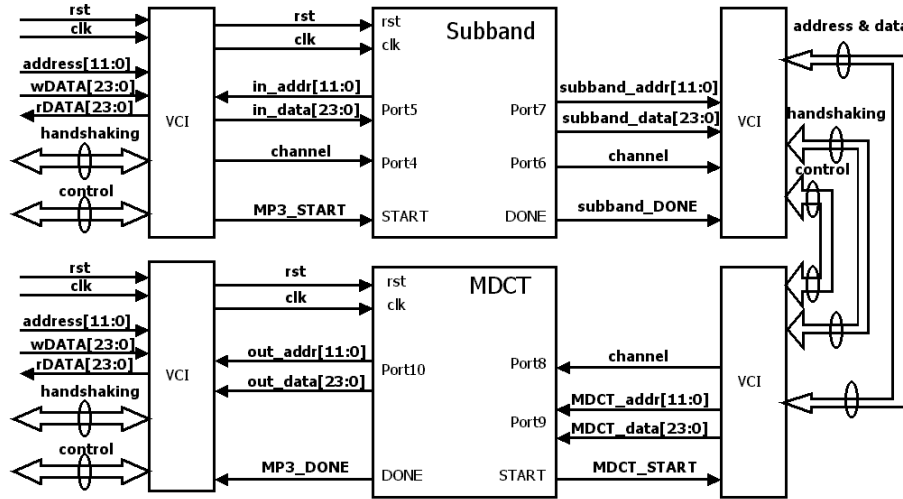 rst
clk
address[11:0]
wDATA[23:0]
rDATA[23:0]
handshaking
control
VCI
rst
clk
in_addr[11:0]
in_data[23:0]
channel
MP3_START
Subband
rst
clk
Port5
Port4
START
Port7
Port6
DONE
subband_addr[11:0]
subband_data[23:0]
channel
subband_DONE
VCI
address & data
handshaking
control
rst
clk
address[11:0]
wDATA[23:0]
rDATA[23:0]
handshaking
control
VCI
rst
clk
out_addr[11:0]
out_data[23:0]
MP3_DONE
MDCT
rst
clk
Port10
DONE
Port8
Port9
START
channel
MDCT_addr[11:0]
MDCT_data[23:0]
MDCT_START
VCI